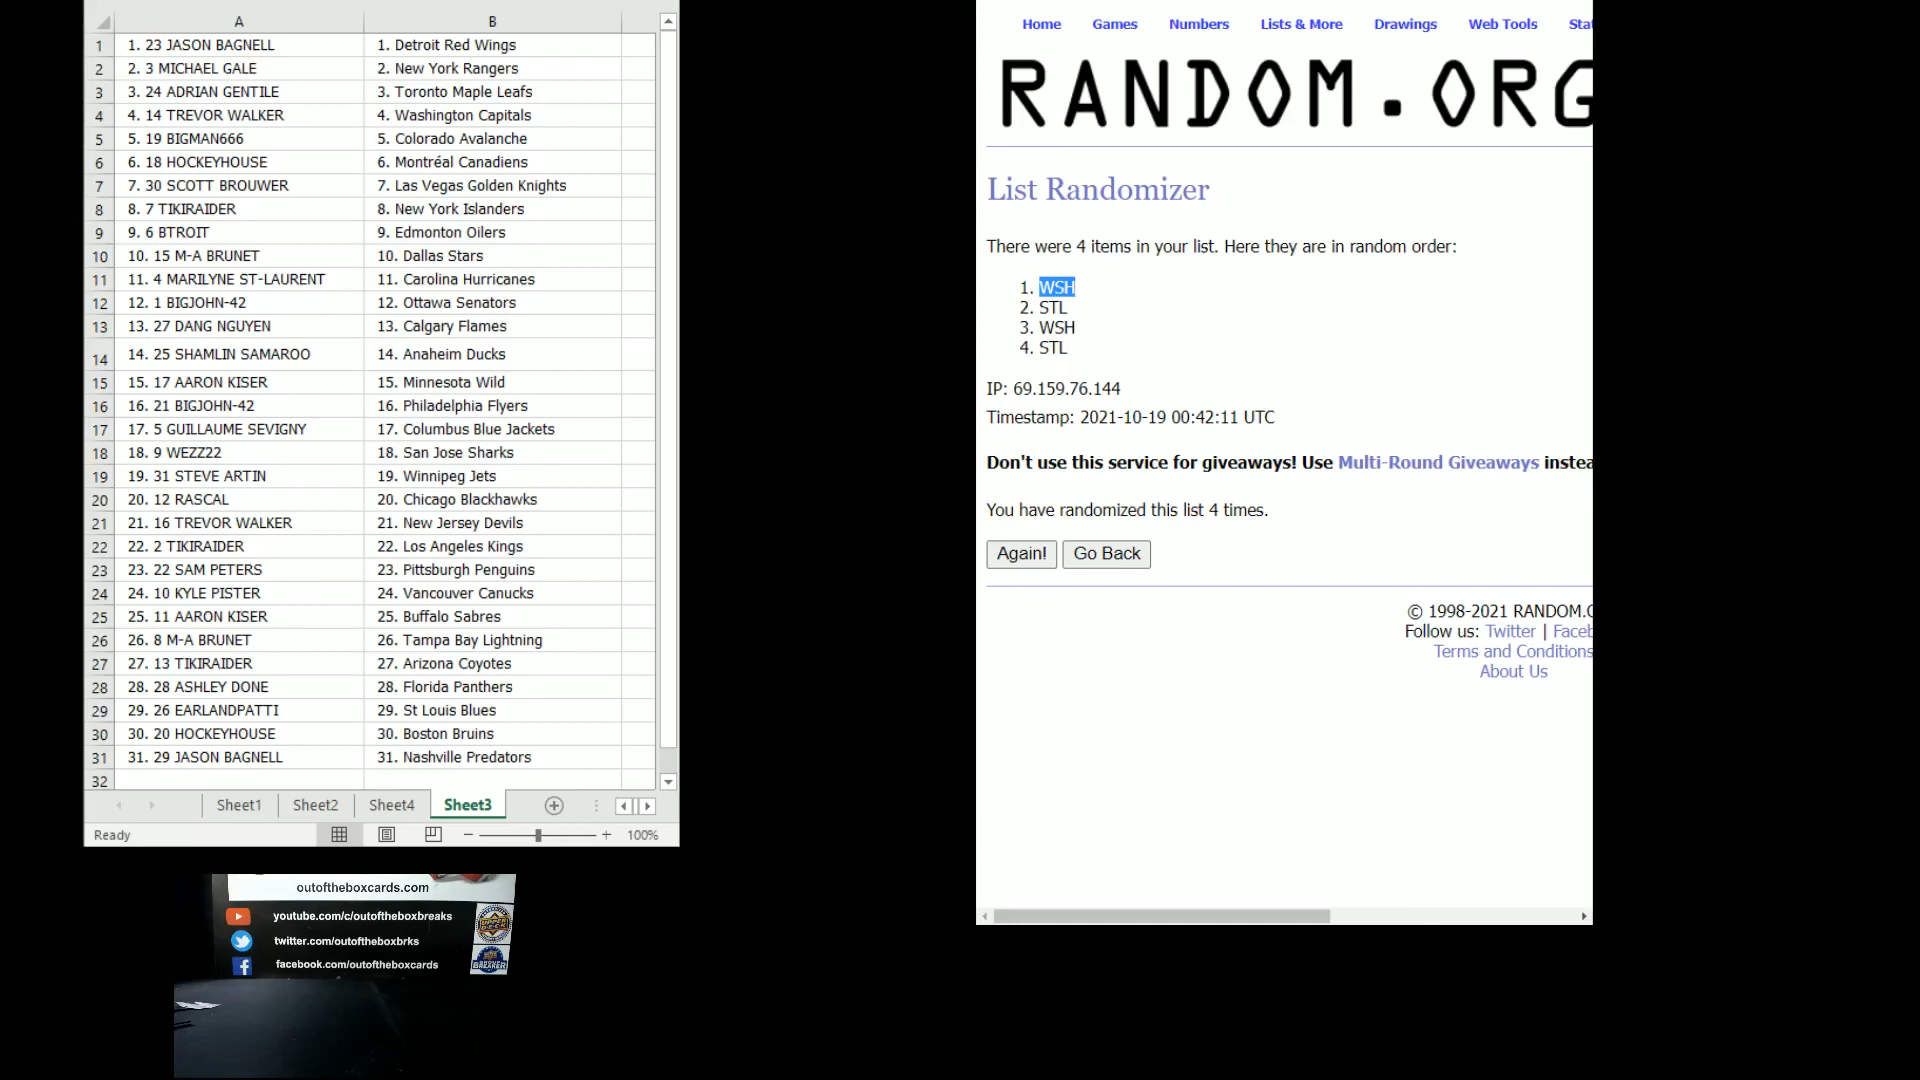 A B
1 1. 23 JASON BAGNELL 1. Detroit Red Wings
2 2. 3 MICHAEL GALE 2. New York Rangers
3 3. 24 ADRIAN GENTILE 3. Toronto Maple Leafs
4 4. 14 TREVOR WALKER 4. Washington Capitals
5 5. 19 BIGMAN666 5. Colorado Avalanche
6 6. 18 HOCKEYHOUSE 6. Montréal Canadiens
7 7. 30 SCOTT BROUWER 7. Las Vegas Golden Knights
8 8. 7 TIKIRAIDER 8. New York Islanders
9 9. 6 BTROIT 9. Edmonton Oilers
10 10. 15 M-A BRUNET 10. Dallas Stars
11 11. 4 MARILYNE ST-LAURENT 11. Carolina Hurricanes
12 12. 1 BIGJOHN-42 12. Ottawa Senators
13 13. 27 DANG NGUYEN 13. Calgary Flames
14 14. 25 SHAMLIN SAMAROO 14. Anaheim Ducks
15 15. 17 AARON KISER 15. Minnesota Wild
16 16. 21 BIGJOHN-42 16. Philadelphia Flyers
17 17. 5 GUILLAUME SEVIGNY 17. Columbus Blue Jackets
18 18. 9 WEZZ22 18. San Jose Sharks
19 19. 31 STEVE ARTIN 19. Winnipeg Jets
20 20. 12 RASCAL 20. Chicago Blackhawks
21 21. 16 TREVOR WALKER 21. New Jersey Devils
22 22. 2 TIKIRAIDER 22. Los Angeles Kings
23 23. 22 SAM PETERS 23. Pittsburgh Penguins
24 24. 10 KYLE PISTER 24. Vancouver Canucks
25 25. 11 AARON KISER 25. Buffalo Sabres
26 26. 8 M-A BRUNET 26. Tampa Bay Lightning
27 27. 13 TIKIRAIDER 27. Arizona Coyotes
28 28. 28 ASHLEY DONE 28. Florida Panthers
29 29. 26 EARLANDPATTI 29. St Louis Blues
30 30. 20 HOCKEYHOUSE 30. Boston Bruins
31 31. 29 JASON BAGNELL 31. Nashville Predators
32
Sheet1 Sheet2 Sheet4 Sheet3
Ready 100%
outoftheboxcards.com
youtube.com/c/outoftheboxbreaks
twitter.com/outoftheboxbrks
facebook.com/outoftheboxcards
Home Games Numbers Lists & More Drawings Web Tools Stat
RANDOM.ORG
List Randomizer
There were 4 items in your list. Here they are in random order:
1. WSH
2. STL
3. WSH
4. STL
IP: 69.159.76.144
Timestamp: 2021-10-19 00:42:11 UTC
Don't use this service for giveaways! Use Multi-Round Giveaways instea
You have randomized this list 4 times.
Again! Go Back
© 1998-2021 RANDOM.O
Follow us: Twitter | Faceb
Terms and Conditions
About Us